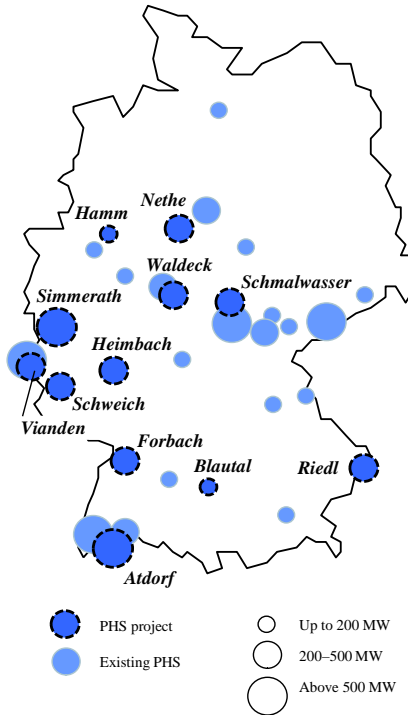 Nethe
Hamm
Waldeck
Schmalwasser
Simmerath
Heimbach
Schweich
Vianden
Forbach
Blautal
Riedl
Atdorf
PHS project
Existing PHS
Up to 200 MW
200–500 MW
Above 500 MW